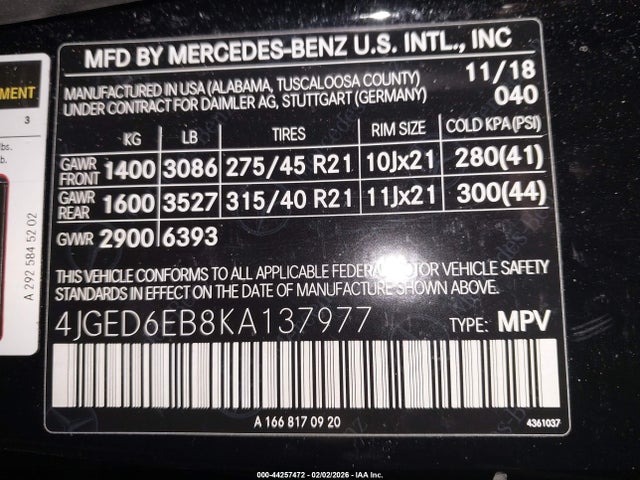 MFD BY MERCEDES-BENZ U.S. INTL., INC
MANUFACTURED IN USA (ALABAMA, TUSCALOOSA COUNTY) 11/18
UNDER CONTRACT FOR DAIMLER AG, STUTTGART (GERMANY) 040
KG LB TIRES RIM SIZE COLD KPA(PSI)
GAWR FRONT 1400 3086 275/45 R21 10Jx21 280(41)
GAWR REAR 1600 3527 315/40 R21 11Jx21 300(44)
GVWR 2900 6393
THIS VEHICLE CONFORMS TO ALL APPLICABLE FEDERAL MOTOR VEHICLE SAFETY
STANDARDS IN EFFECT ON THE DATE OF MANUFACTURE SHOWN ABOVE.
4JGED6EB8KA137977 TYPE: MPV
A 166 817 09 20
4361037
MENT
3
lbs.
b.
A 292 584 52 02
000-44257472 - 02/02/2026 - IAA Inc.